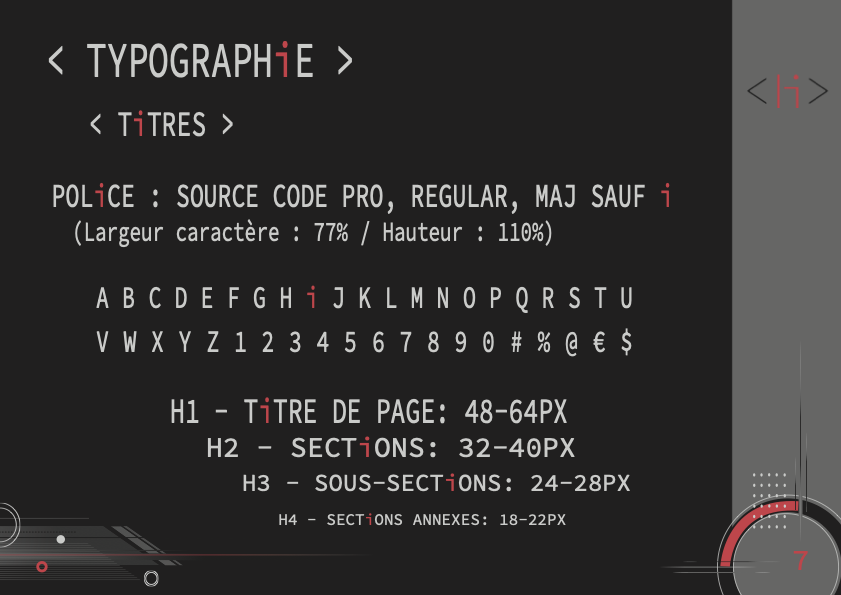 < TYPOGRAPHiE >
<hi>
< TiTRES >
POLiCE : SOURCE CODE PRO, REGULAR, MAJ SAUF i
(Largeur caractère : 77% / Hauteur : 110%)
A B C D E F G H i J K L M N O P Q R S T U
V W X Y Z 1 2 3 4 5 6 7 8 9 0 # % @ € $
H1 - TiTRE DE PAGE: 48-64PX
H2 - SECTiONS: 32-40PX
H3 - SOUS-SECTiONS: 24-28PX
H4 - SECTiONS ANNEXES: 18-22PX
7